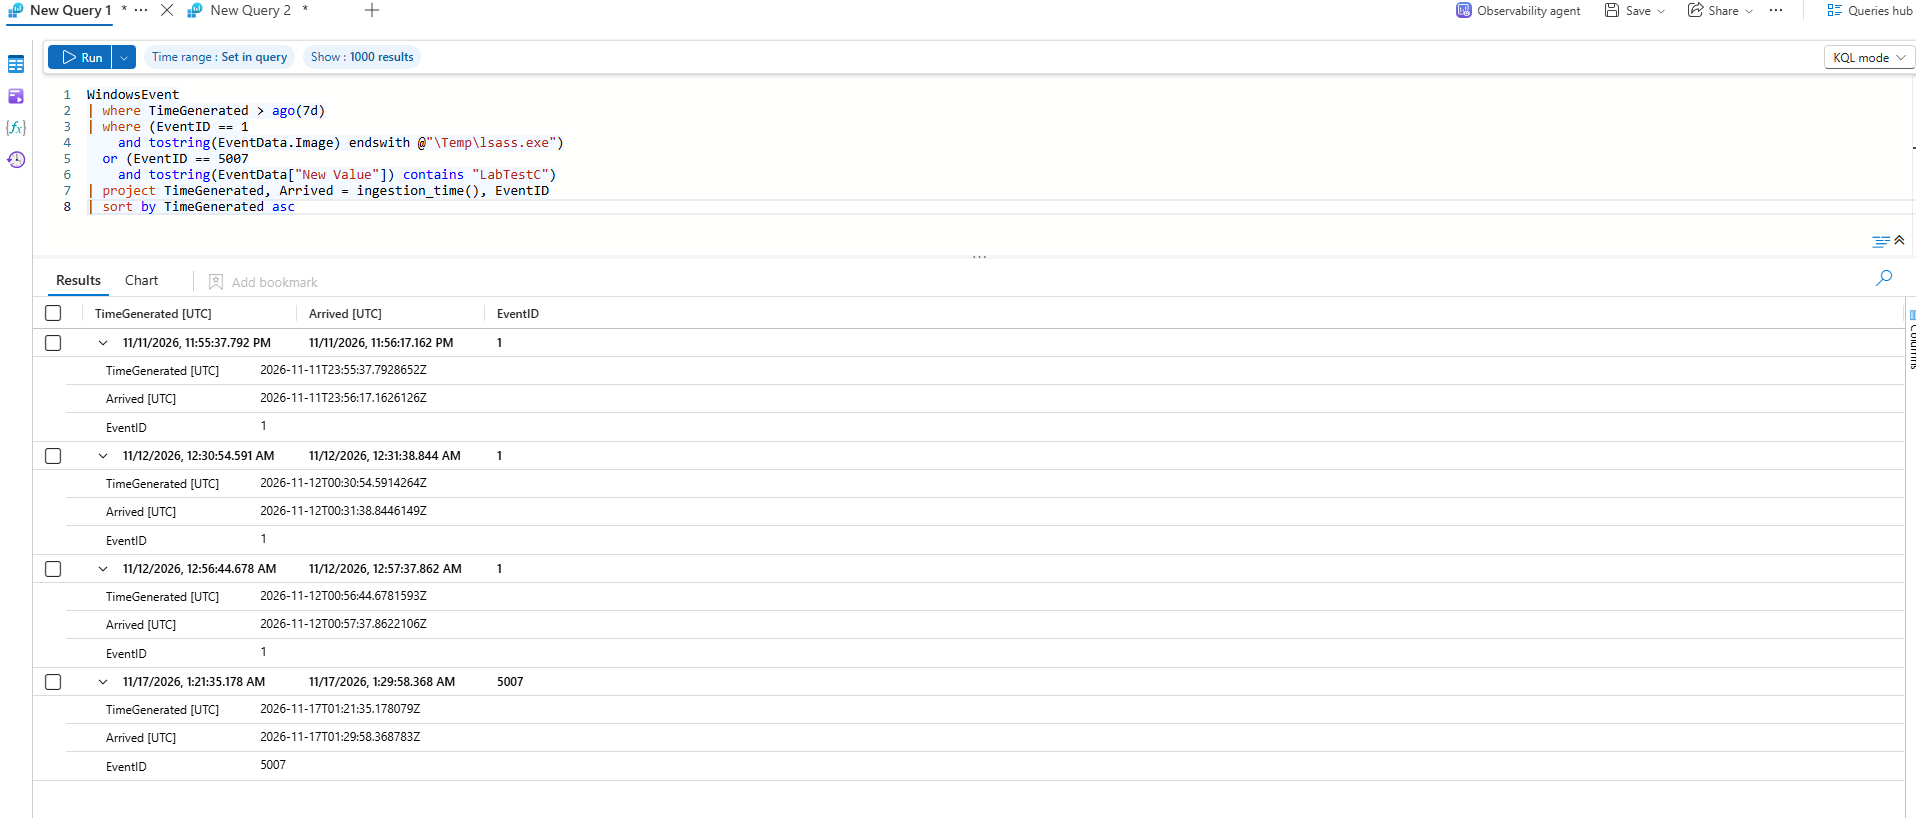 New Query 1 * ··· New Query 2 *
Observability agent Save Share ··· Queries hub
Run Time range : Set in query Show : 1000 results KQL mode
1 WindowsEvent
2 | where TimeGenerated > ago(7d)
3 | where (EventID == 1
4 and tostring(EventData.Image) endswith @"\Temp\lsass.exe")
5 or (EventID == 5007
6 and tostring(EventData["New Value"]) contains "LabTestC")
7 | project TimeGenerated, Arrived = ingestion_time(), EventID
8 | sort by TimeGenerated asc
Results Chart Add bookmark
TimeGenerated [UTC] Arrived [UTC] EventID
11/11/2026, 11:55:37.792 PM 11/11/2026, 11:56:17.162 PM 1
TimeGenerated [UTC] 2026-11-11T23:55:37.7928652Z
Arrived [UTC] 2026-11-11T23:56:17.1626126Z
EventID 1
11/12/2026, 12:30:54.591 AM 11/12/2026, 12:31:38.844 AM 1
TimeGenerated [UTC] 2026-11-12T00:30:54.5914264Z
Arrived [UTC] 2026-11-12T00:31:38.8446149Z
EventID 1
11/12/2026, 12:56:44.678 AM 11/12/2026, 12:57:37.862 AM 1
TimeGenerated [UTC] 2026-11-12T00:56:44.6781593Z
Arrived [UTC] 2026-11-12T00:57:37.8622106Z
EventID 1
11/17/2026, 1:21:35.178 AM 11/17/2026, 1:29:58.368 AM 5007
TimeGenerated [UTC] 2026-11-17T01:21:35.178079Z
Arrived [UTC] 2026-11-17T01:29:58.368783Z
EventID 5007
Columns